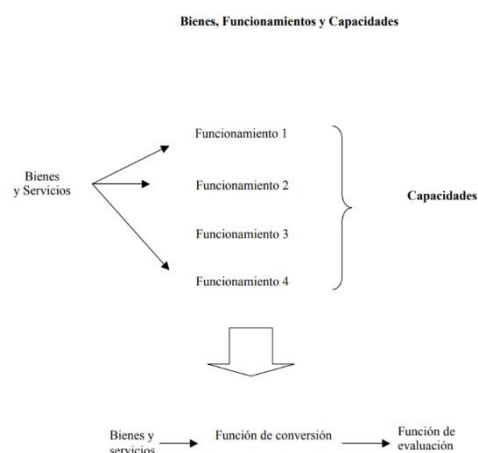 Bienes, Funcionamientos y Capacidades
Funcionamiento 1
Bienes
y Servicios
Funcionamiento 2
Capacidades
Funcionamiento 3
Funcionamiento 4
Bienes y
servicios
Función de conversión
Función de
evaluación